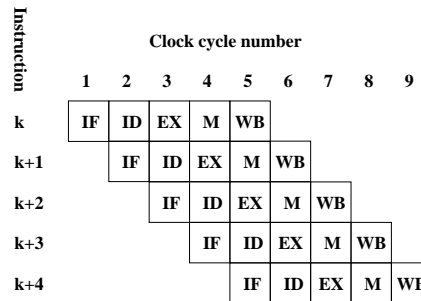 Instruction
Clock cycle number
1 2 3 4 5 6 7 8 9
k IF ID EX M WB
k+1 IF ID EX M WB
k+2 IF ID EX M WB
k+3 IF ID EX M WB
k+4 IF ID EX M WB